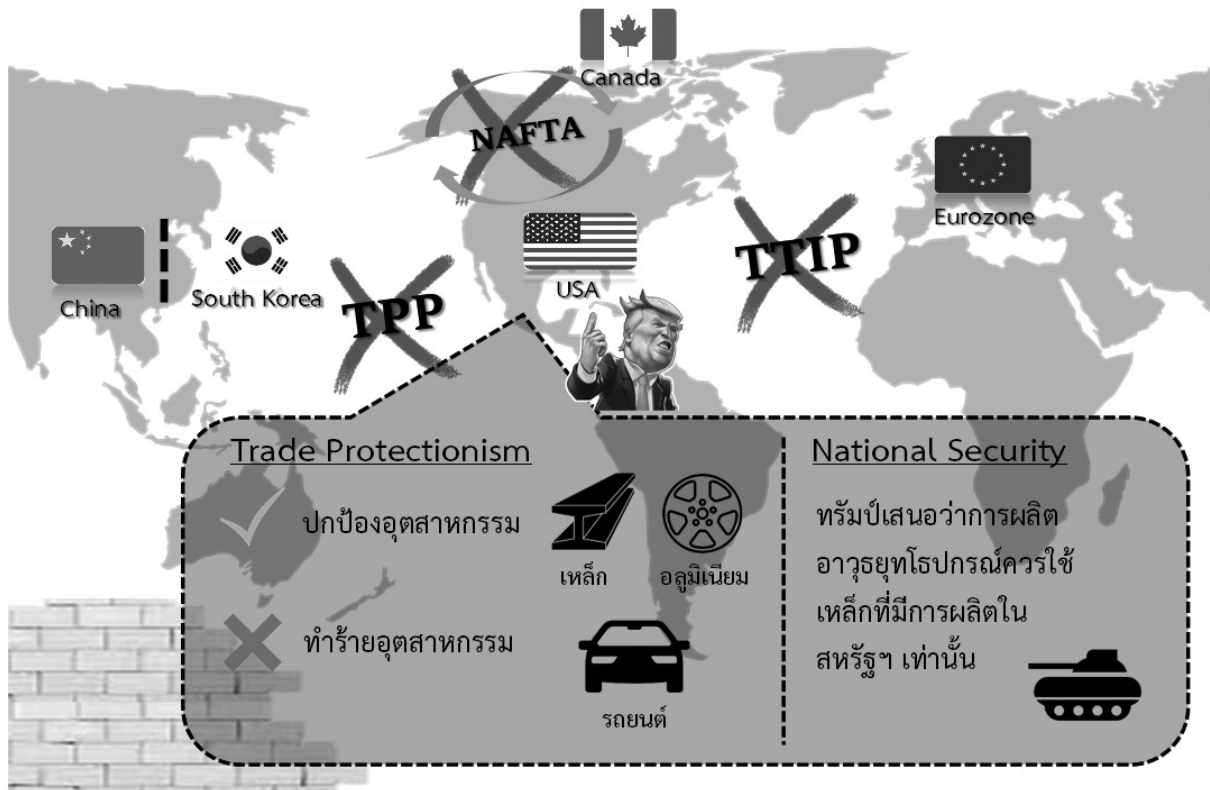 Canada
NAFTA
Eurozone
China
South Korea
USA
TPP
TTIP
Trade Protectionism
ปกป้องอุตสาหกรรม
เหล็ก
อลูมิเนียม
ทำร้ายอุตสาหกรรม
รถยนต์
National Security
ทรัมป์เสนอว่าการผลิต
อาวุธยุทโธปกรณ์ควรใช้
เหล็กที่มีการผลิตใน
สหรัฐฯ เท่านั้น